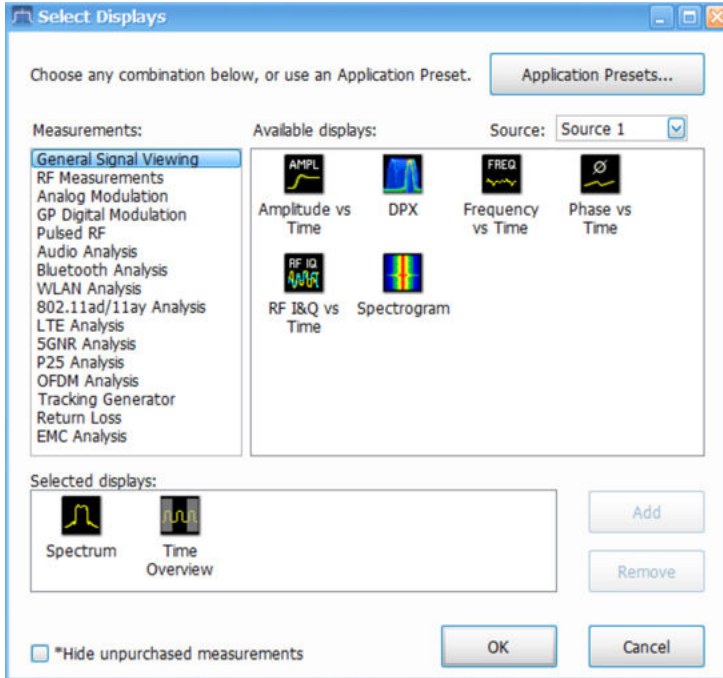 Select Displays
Choose any combination below, or use an Application Preset.
Application Presets...
Measurements:
Available displays:
Source:
Source 1
General Signal Viewing
RF Measurements
Analog Modulation
GP Digital Modulation
Pulsed RF
Audio Analysis
Bluetooth Analysis
WLAN Analysis
802.11ad/11ay Analysis
LTE Analysis
5GNR Analysis
P25 Analysis
OFDM Analysis
Tracking Generator
Return Loss
EMC Analysis
AMPL
Amplitude vs
Time
DPX
FREQ
Frequency
vs Time
Ø
Phase vs
Time
RF IQ
RF I&Q vs
Time
Spectrogram
Selected displays:
Spectrum
Time
Overview
Add
Remove
*Hide unpurchased measurements
OK
Cancel